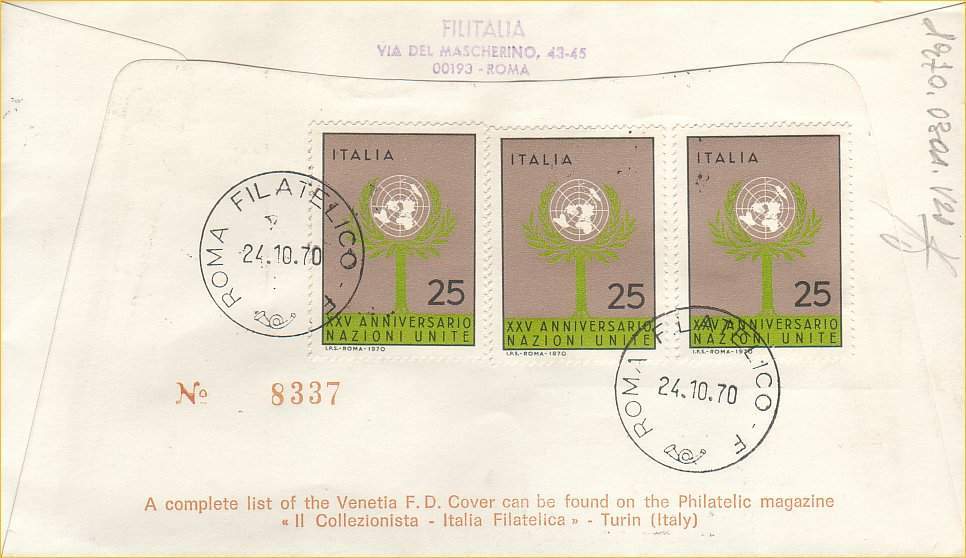 FILITALIA
VIA DEL MASCHERINO, 43-45
00193 - ROMA
ITALIA
25
XXV ANNIVERSARIO
NAZIONI UNITE
I.P.S.-ROMA-1970
ITALIA
25
XXV ANNIVERSARIO
NAZIONI UNITE
I.P.S.-ROMA-1970
ITALIA
25
XXV ANNIVERSARIO
NAZIONI UNITE
I.P.S.-ROMA-1970
ROMA FILATELICO - F.
24.10.70
ROMA FILATELICO - F
24.10.70
Nº 8337
A complete list of the Venetia F. D. Cover can be found on the Philatelic magazine
« Il Collezionista - Italia Filatelica » - Turin (Italy)